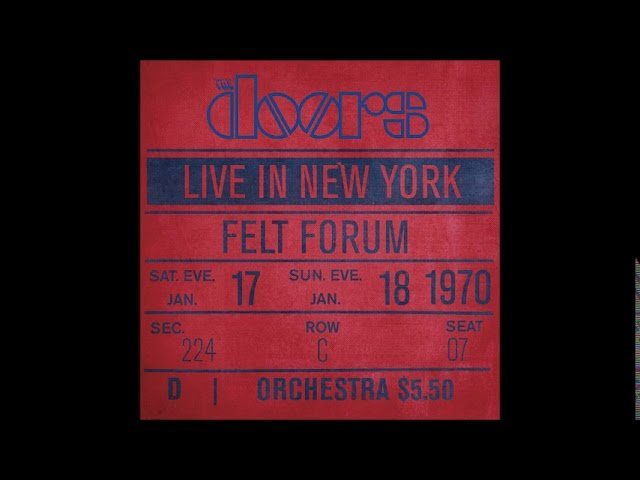 THE
doors
LIVE IN NEW YORK
FELT FORUM
SAT. EVE. JAN. 17 SUN. EVE. JAN. 18 1970
SEC. ROW SEAT
224 C 07
D | ORCHESTRA $5.50